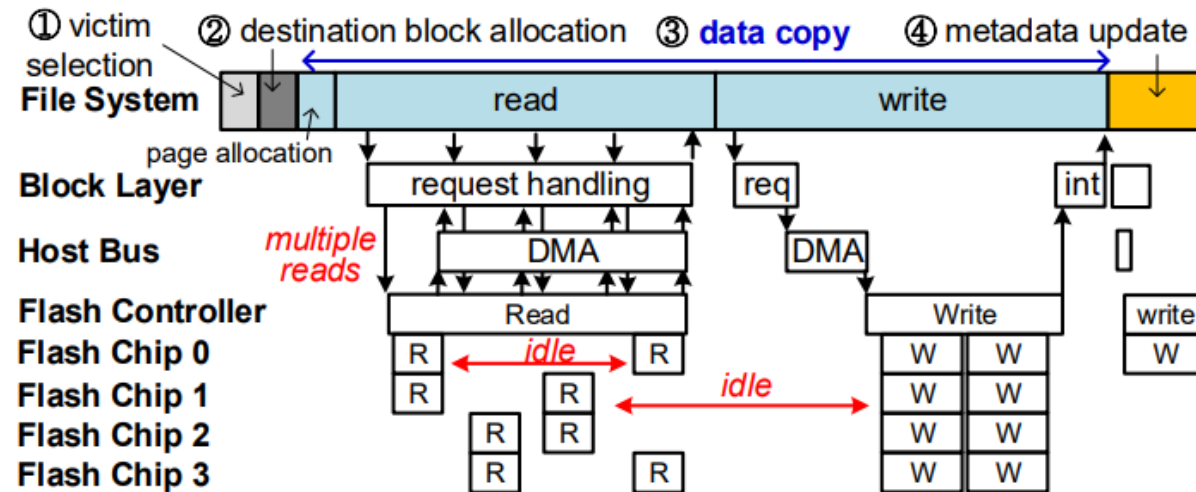 ① victim selection
② destination block allocation
③ data copy
④ metadata update
File System
read
write
page allocation
Block Layer
request handling
req
int
multiple reads
Host Bus
DMA
DMA
Flash Controller
Read
Write
write
Flash Chip 0
R
idle
R
W
W
W
Flash Chip 1
R
R
idle
W
W
Flash Chip 2
R
R
W
W
Flash Chip 3
R
R
W
W